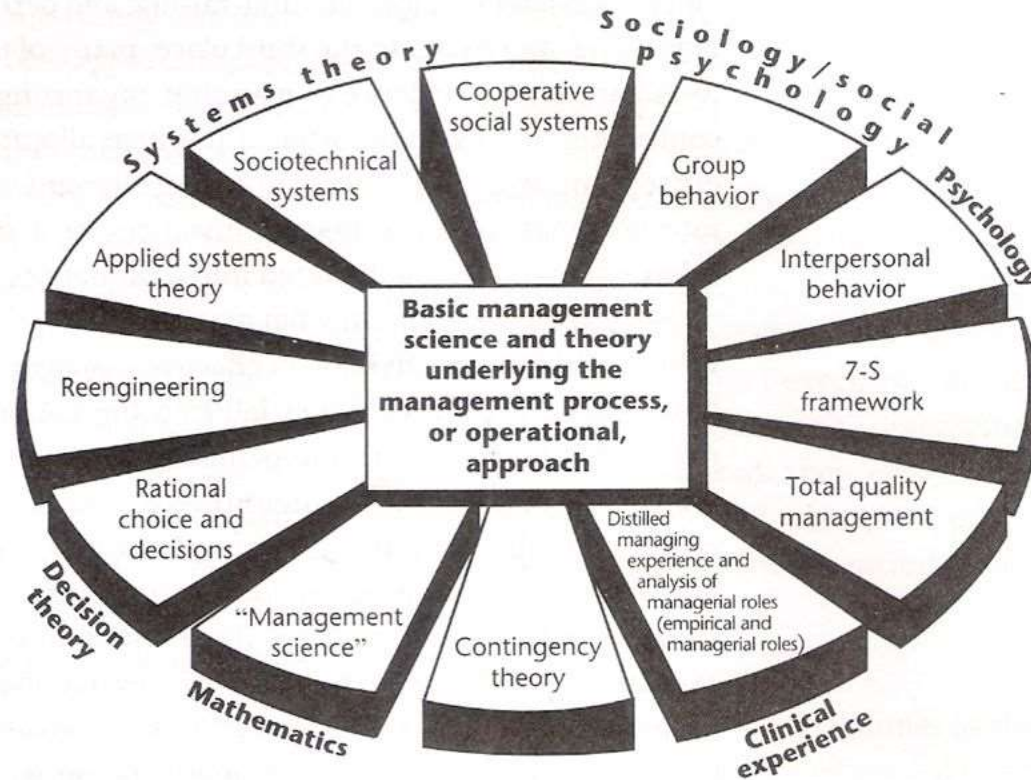 Systems theory
Sociology/social
psychology
Psychology
Cooperative
social systems
Sociotechnical
systems
Group
behavior
Applied systems
theory
Interpersonal
behavior
Basic management
science and theory
underlying the
management process,
or operational,
approach
Reengineering
7-S
framework
Rational
choice and
decisions
Total quality
management
Distilled
managing
experience and
analysis of
managerial roles
(empirical and
managerial roles)
"Management
science"
Contingency
theory
Decision
theory
Mathematics
Clinical
experience